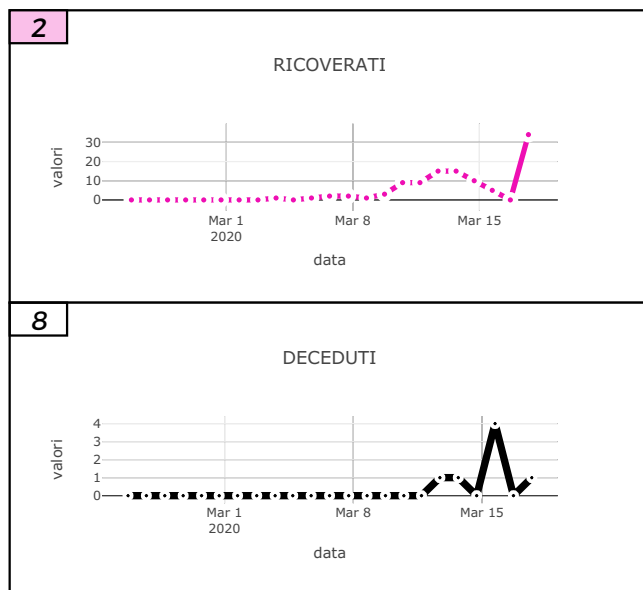 2
RICOVERATI
30
20
10
0
valori
Mar 1
2020
Mar 8
Mar 15
data
8
DECEDUTI
4
3
2
1
0
valori
Mar 1
2020
Mar 8
Mar 15
data